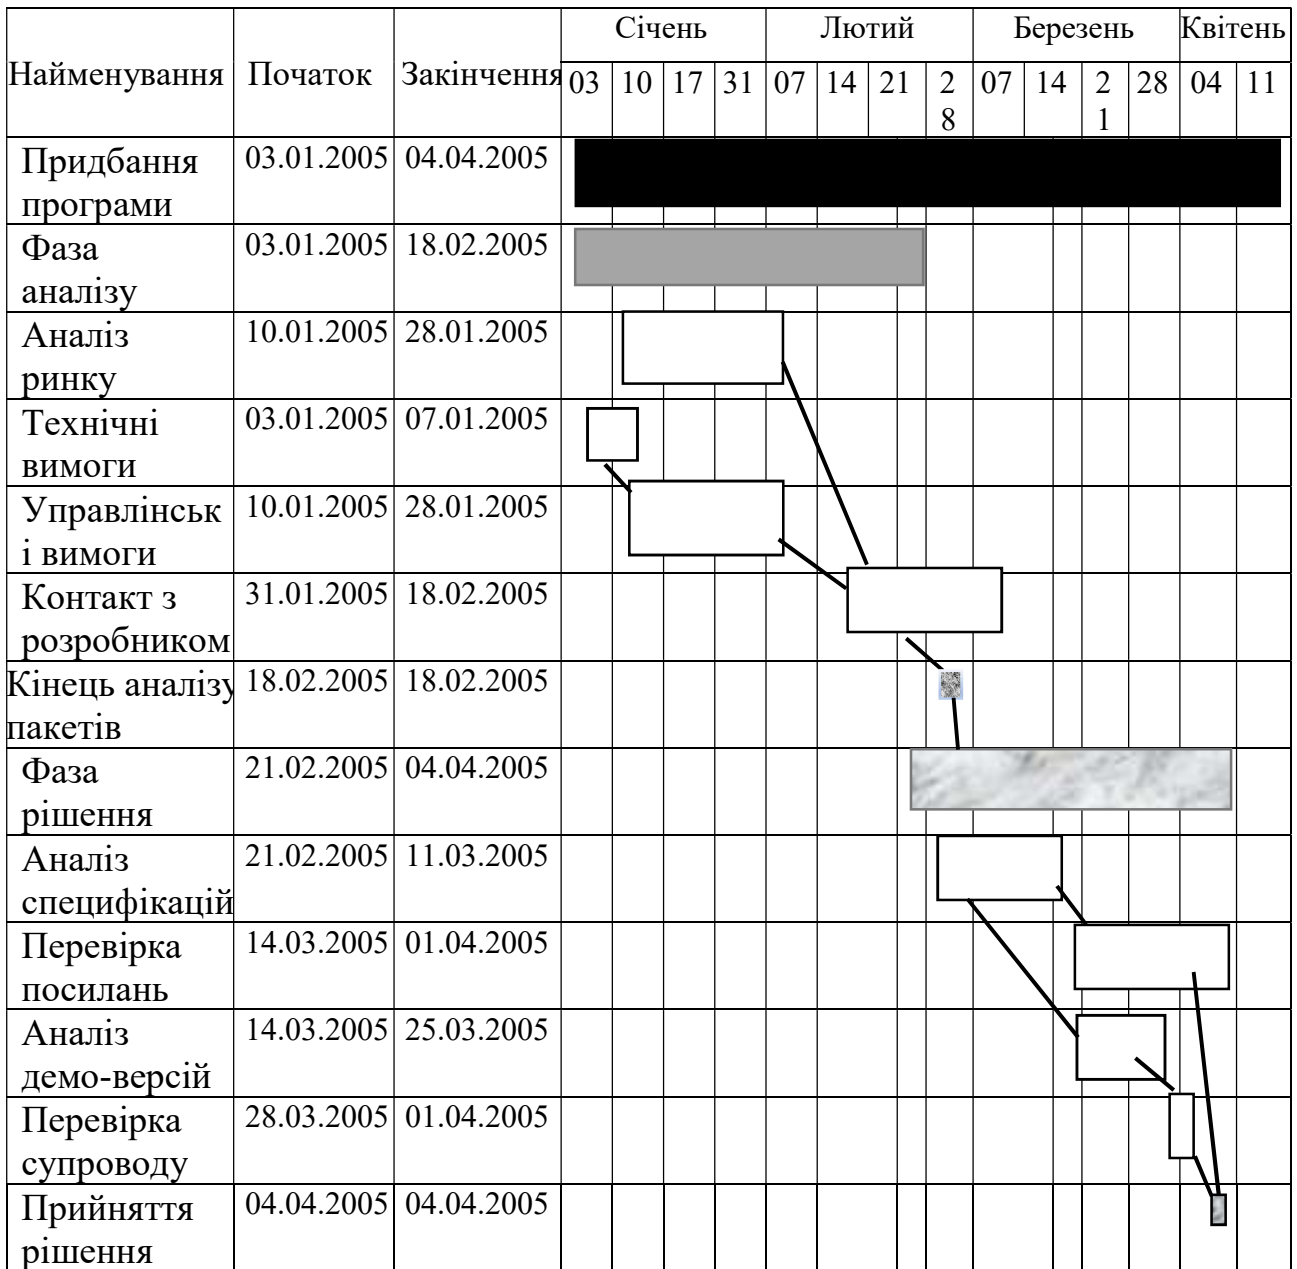 Січень Лютий Березень Квітень
Найменування Початок Закінчення 03 10 17 31 07 14 21 2 07 14 2 28 04 11
8 1
Придбання 03.01.2005 04.04.2005
програми
Фаза 03.01.2005 18.02.2005
аналізу
Аналіз 10.01.2005 28.01.2005
ринку
Технічні 03.01.2005 07.01.2005
вимоги
Управлінськ 10.01.2005 28.01.2005
і вимоги
Контакт з 31.01.2005 18.02.2005
розробником
Кінець аналізу 18.02.2005 18.02.2005
пакетів
Фаза 21.02.2005 04.04.2005
рішення
Аналіз 21.02.2005 11.03.2005
специфікацій
Перевірка 14.03.2005 01.04.2005
посилань
Аналіз 14.03.2005 25.03.2005
демо-версій
Перевірка 28.03.2005 01.04.2005
супроводу
Прийняття 04.04.2005 04.04.2005
рішення